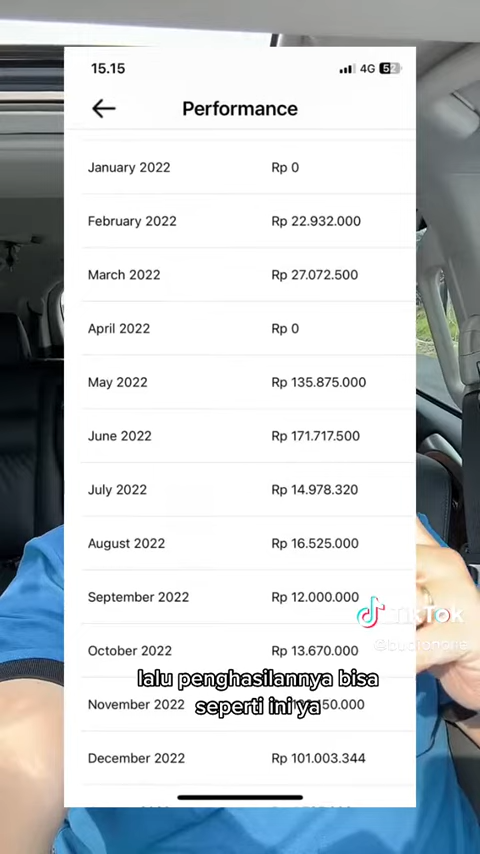 15.15
4G 52
Performance
January 2022 Rp 0
February 2022 Rp 22.932.000
March 2022 Rp 27.072.500
April 2022 Rp 0
May 2022 Rp 135.875.000
June 2022 Rp 171.717.500
July 2022 Rp 14.978.320
August 2022 Rp 16.525.000
September 2022 Rp 12.000.000
TikTok
October 2022 Rp 13.670.000
lalu penghasilannya bisa
November 2022
seperti ini ya
December 2022 Rp 101.003.344